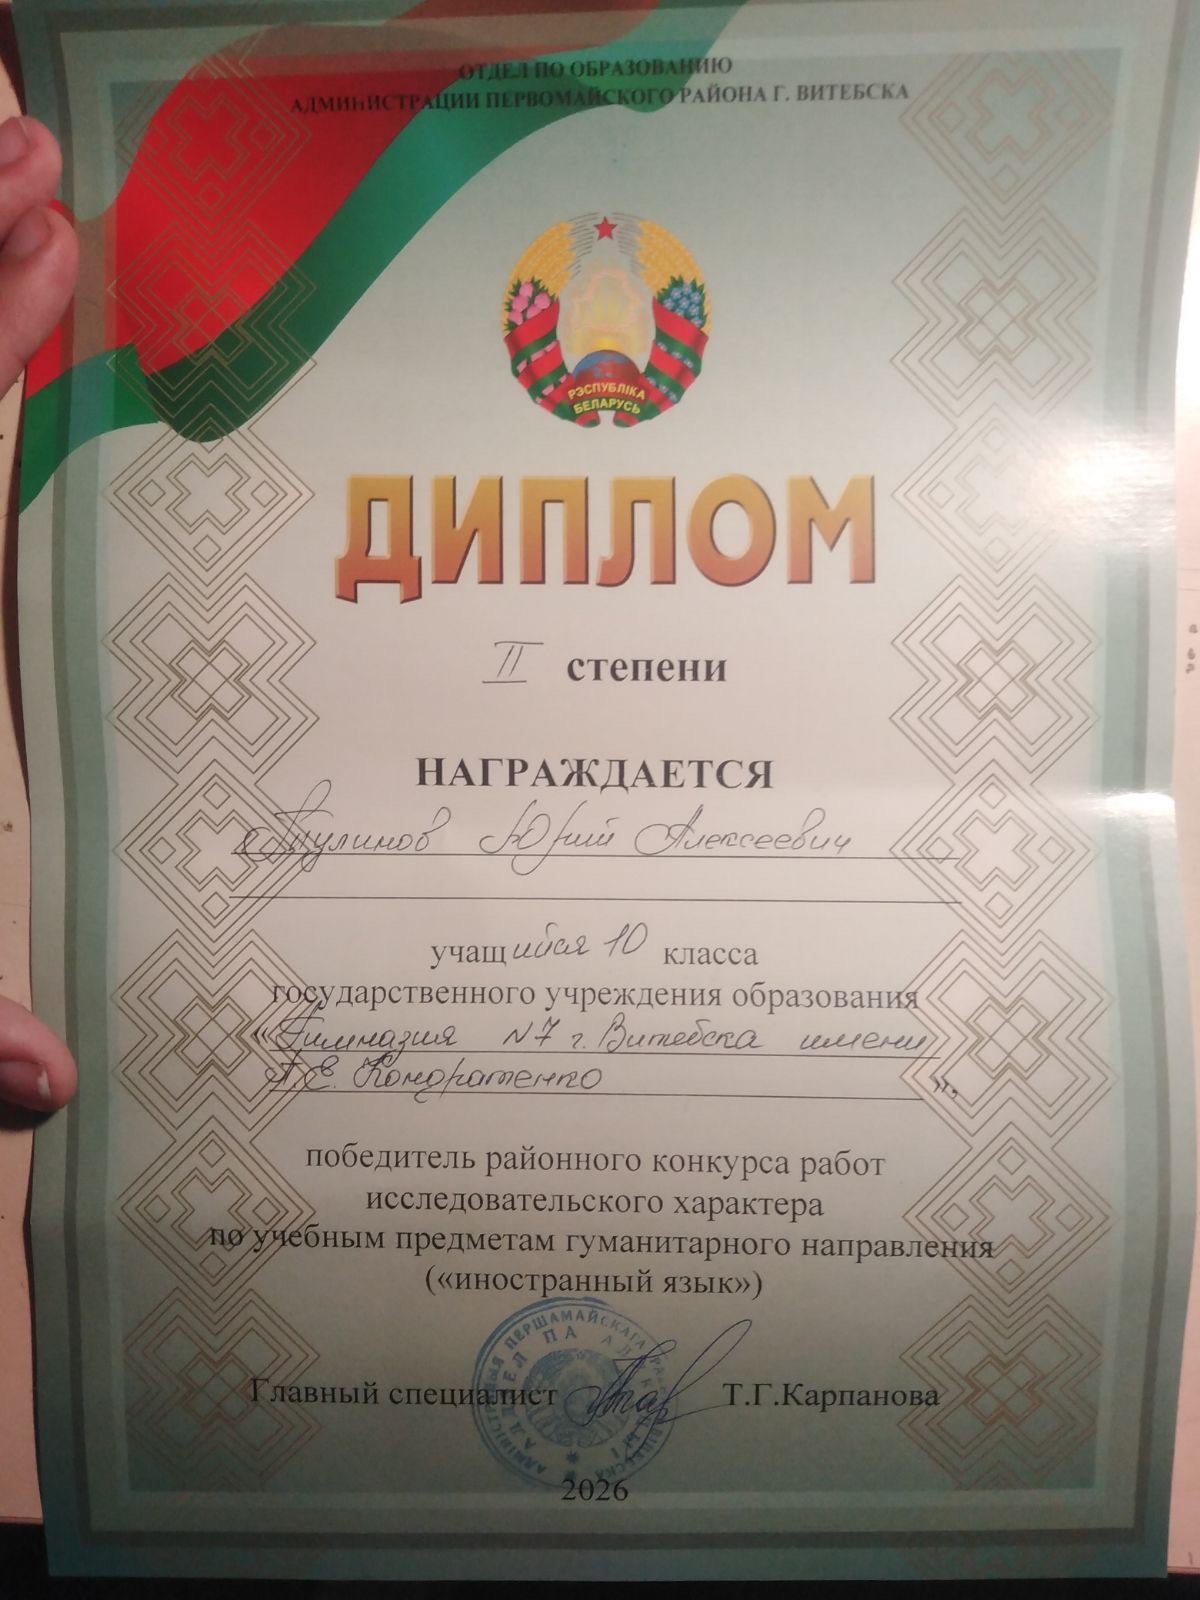 ОТДЕЛ ПО ОБРАЗОВАНИЮ
АДМИНИСТРАЦИИ ПЕРВОМАЙСКОГО РАЙОНА Г. ВИТЕБСКА
РЭСПУБЛІКА
БЕЛАРУСЬ
ДИПЛОМ
II степени
НАГРАЖДАЕТСЯ
Юрий Алексеевич
учащийся 10 класса
государственного учреждения образования
«Гимназия №7 г. Витебска имени
П.Е. Кондратенко»,
победитель районного конкурса работ
исследовательского характера
по учебным предметам гуманитарного направления
(«иностранный язык»)
Главный специалист Т.Г.Карпанова
2026